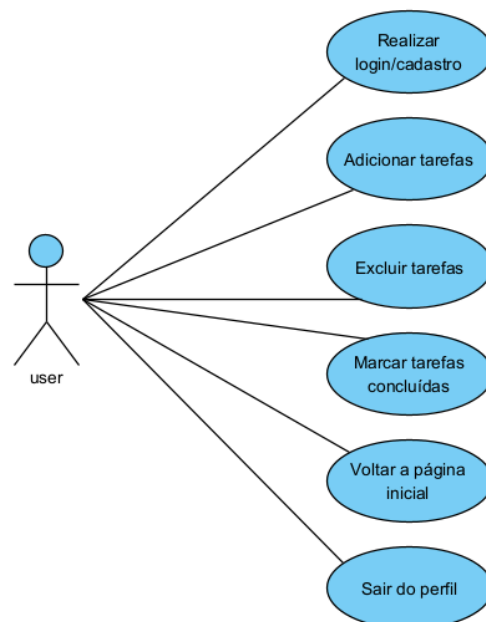 Realizar
login/cadastro
Adicionar tarefas
Excluir tarefas
Marcar tarefas
concluídas
Voltar a página
inicial
Sair do perfil
user